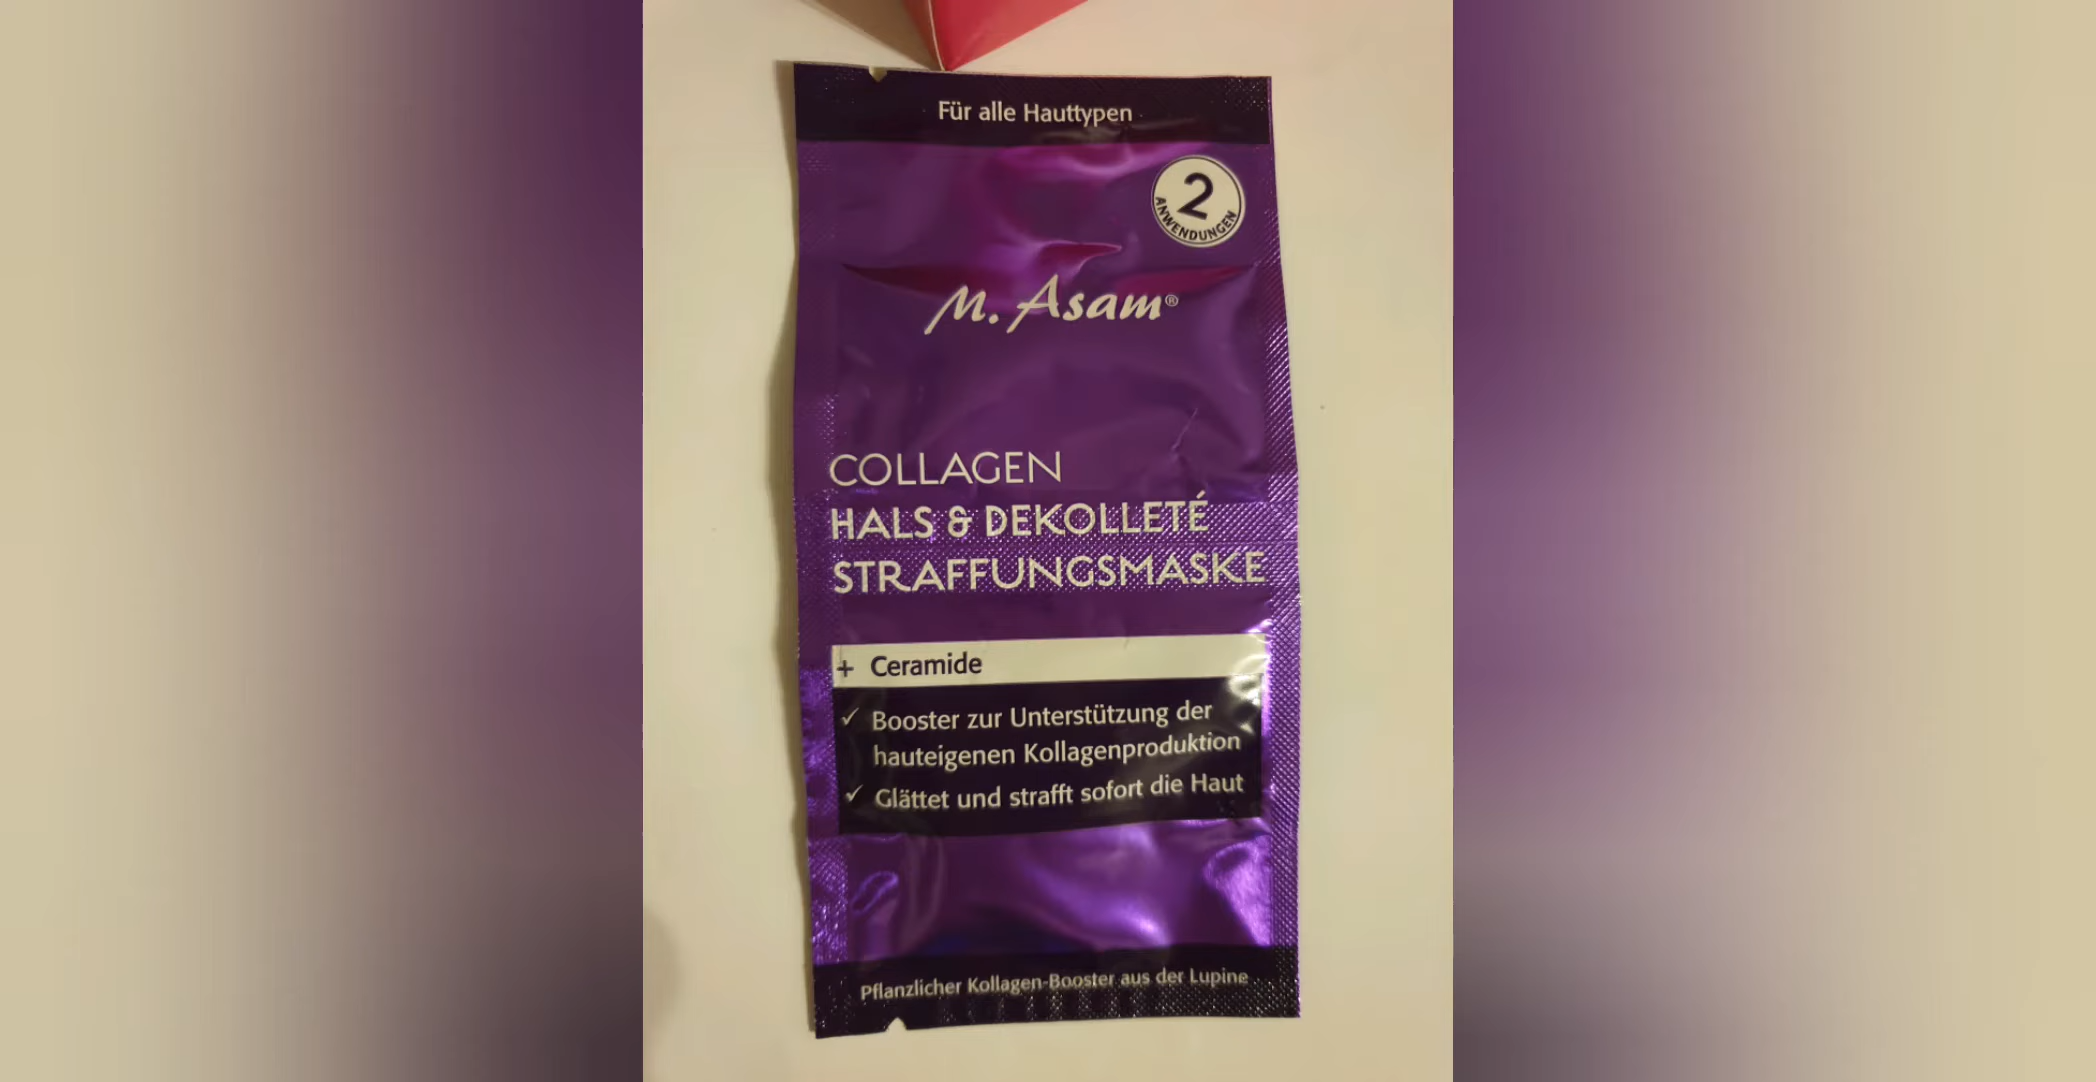 Für alle Hauttypen
2
ANWENDUNGEN
M. Asam®
COLLAGEN
HALS & DEKOLLETÉ
STRAFFUNGSMASKE
+ Ceramide
✓ Booster zur Unterstützung der
hauteigenen Kollagenproduktion
✓ Glättet und strafft sofort die Haut
Pflanzlicher Kollagen-Booster aus der Lupine